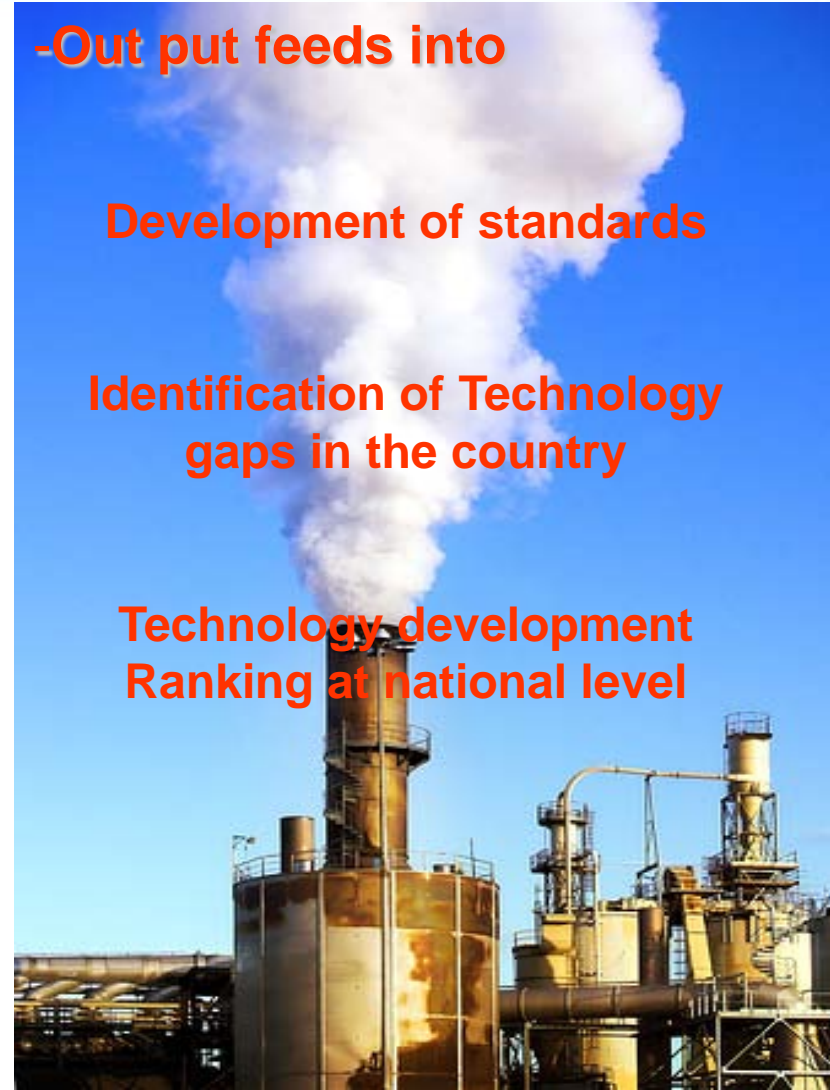 -Out put feeds into
Development of standards
Identification of Technology
gaps in the country
Technology development
Ranking at national level